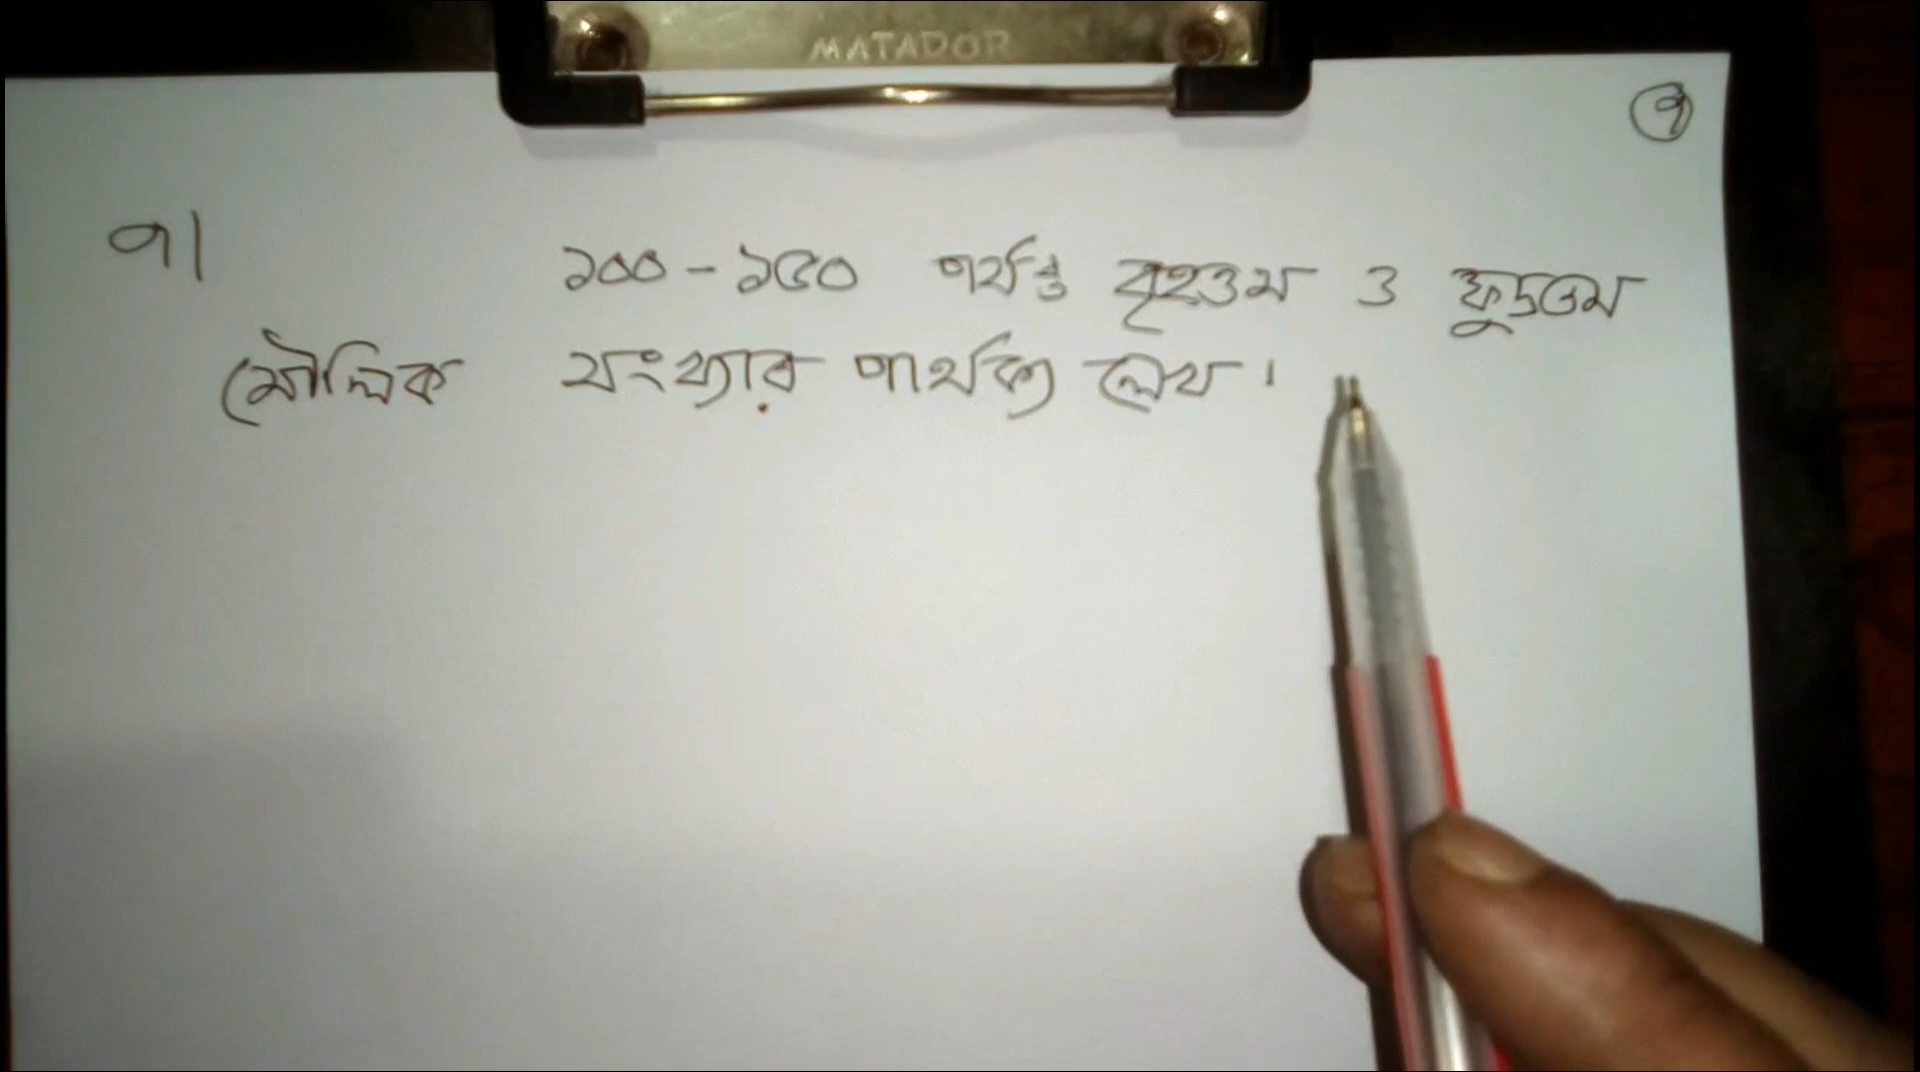 MATADOR
৭
৭। ১০০-১৫০ পর্যন্ত বৃহত্তম ও ক্ষুদ্রতম
মৌলিক সংখ্যার পার্থক্য লেখ।